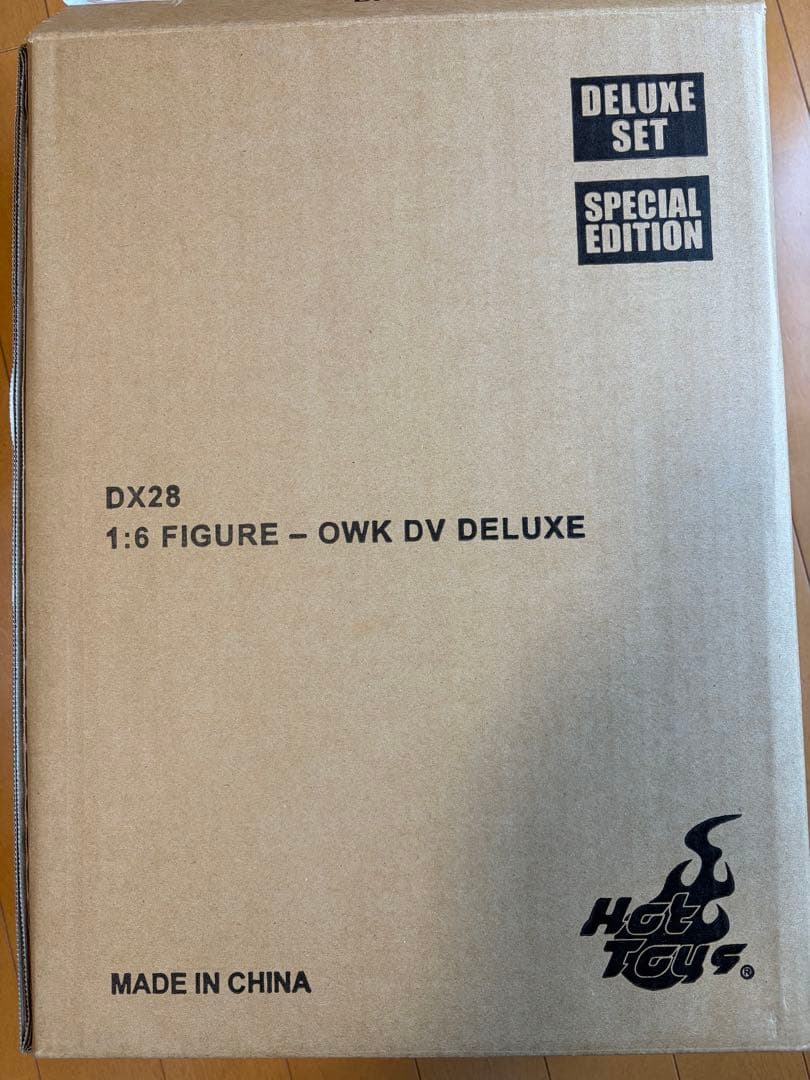 DELUXE
SET
SPECIAL
EDITION
DX28
1:6 FIGURE – OWK DV DELUXE
Hot
Toys®
MADE IN CHINA